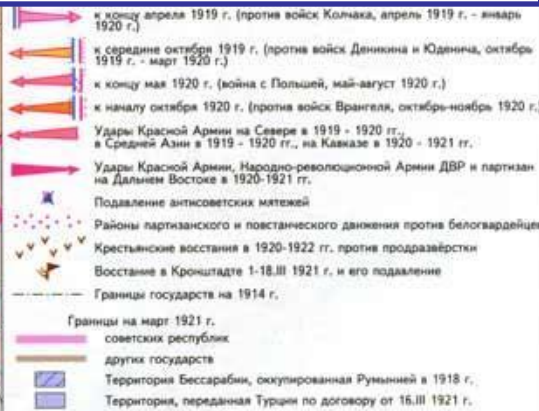 к концу апреля 1919 г. (против войск Колчака, апрель 1919 г. - январь
1920 г.)
к середине октября 1919 г. (против войск Деникина и Юденича, октябрь
1919 г. - март 1920 г.)
к концу мая 1920 г. (война с Польшей, май-август 1920 г.)
к началу октября 1920 г. (против войск Врангеля, октябрь-ноябрь 1920 г.
Удары Красной Армии на Севере в 1919 - 1920 гг.,
в Средней Азии в 1919 - 1920 гг., на Кавказе в 1920 - 1921 гг.
Удары Красной Армии, Народно-революционной Армии ДВР и партизан
на Дальнем Востоке в 1920-1921 гг.
Подавление антисоветских мятежей
Районы партизанского и повстанческого движения против белогвардейце
Крестьянские восстания в 1920-1922 гг. против продразвёрстки
Восстание в Кронштадте 1-18.III 1921 г. и его подавление
Границы государств на 1914 г.
Границы на март 1921 г.
советских республик
других государств
Территория Бессарабии, оккупированная Румынией в 1918 г.
Территория, переданная Турции по договору от 16.III 1921 г.